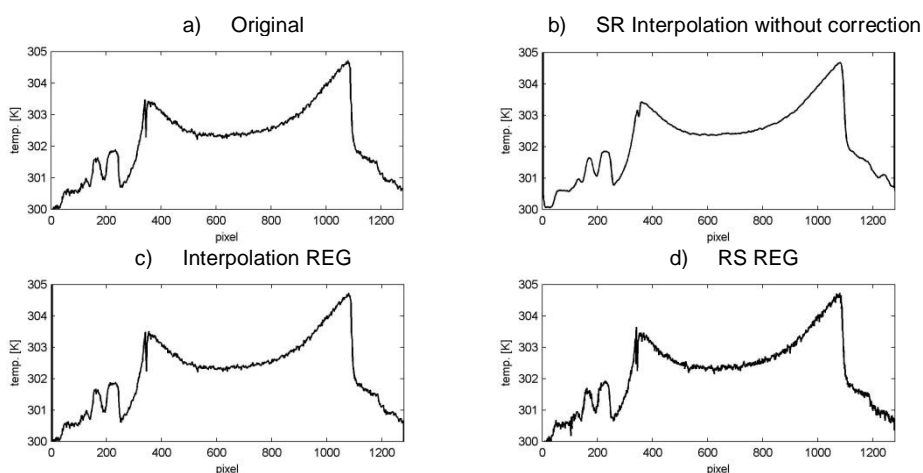 a) Original
305
304
303
302
301
300
temp. [K]
0 200 400 600 800 1000 1200
pixel
b) SR Interpolation without correction
305
304
303
302
301
300
temp. [K]
0 200 400 600 800 1000 1200
pixel
c) Interpolation REG
305
304
303
302
301
300
temp. [K]
0 200 400 600 800 1000 1200
pixel
d) RS REG
305
304
303
302
301
300
temp. [K]
0 200 400 600 800 1000 1200
pixel